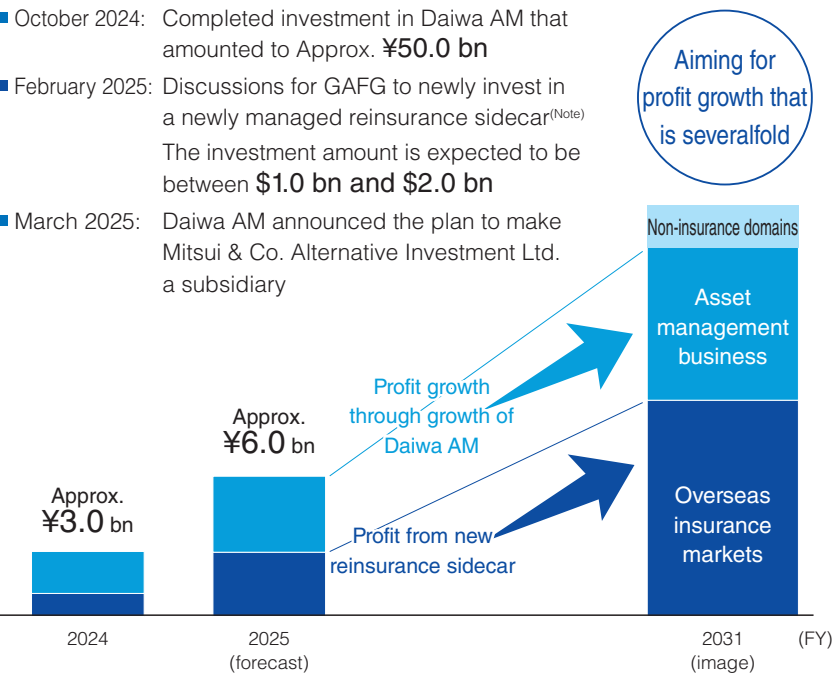 October 2024: Completed investment in Daiwa AM that
amounted to Approx. ¥50.0 bn
February 2025: Discussions for GAFG to newly invest in
a newly managed reinsurance sidecar(Note)
The investment amount is expected to be
between $1.0 bn and $2.0 bn
March 2025: Daiwa AM announced the plan to make
Mitsui & Co. Alternative Investment Ltd.
a subsidiary
Aiming for
profit growth that
is severalfold
Non-insurance domains
Asset
management
business
Overseas
insurance
markets
Profit growth
through growth of
Daiwa AM
Profit from new
reinsurance sidecar
Approx.
¥6.0 bn
Approx.
¥3.0 bn
2024
2025
(forecast)
2031
(image)
(FY)